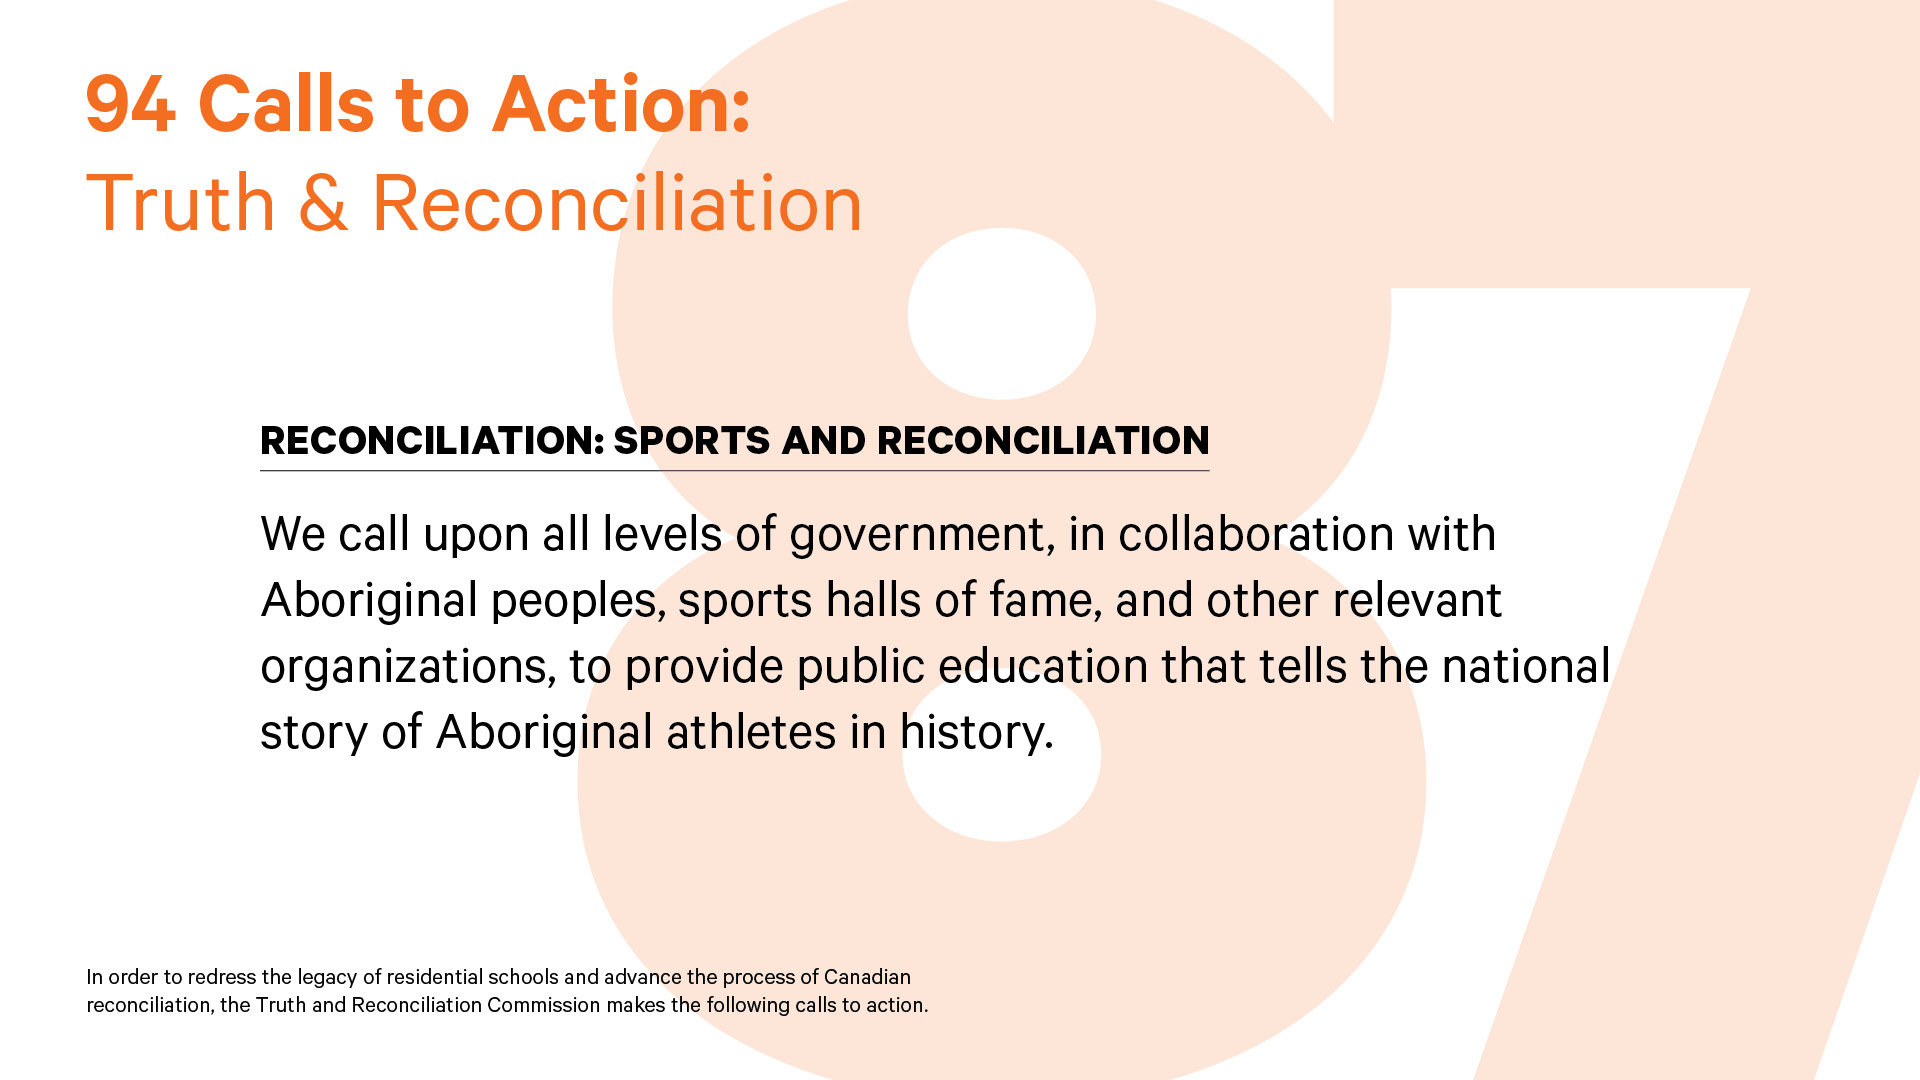 94 Calls to Action:
Truth & Reconciliation
87
RECONCILIATION: SPORTS AND RECONCILIATION
We call upon all levels of government, in collaboration with
Aboriginal peoples, sports halls of fame, and other relevant
organizations, to provide public education that tells the national
story of Aboriginal athletes in history.
In order to redress the legacy of residential schools and advance the process of Canadian
reconciliation, the Truth and Reconciliation Commission makes the following calls to action.